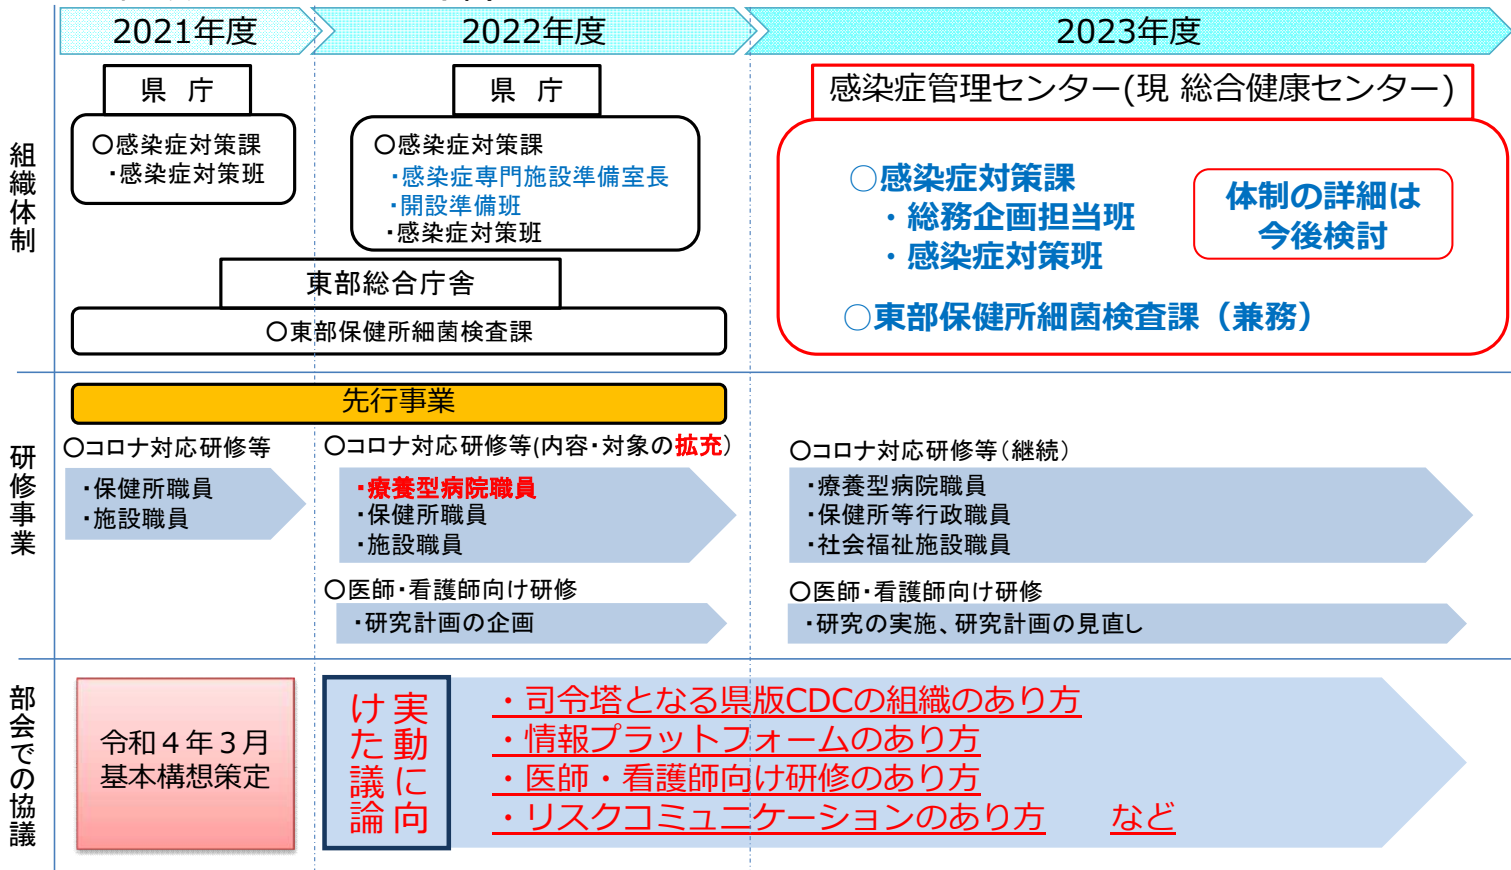 2021年度
2022年度
2023年度
組織体制
県 庁
〇感染症対策課
・感染症対策班
県 庁
〇感染症対策課
・感染症専門施設準備室長
・開設準備班
・感染症対策班
東部総合庁舎
〇東部保健所細菌検査課
感染症管理センター(現 総合健康センター)
〇感染症対策課
・総務企画担当班
・感染症対策班
体制の詳細は
今後検討
〇東部保健所細菌検査課（兼務）
研修事業
先行事業
〇コロナ対応研修等
・保健所職員
・施設職員
〇コロナ対応研修等(内容・対象の拡充）
・療養型病院職員
・保健所職員
・施設職員
〇医師・看護師向け研修
・研究計画の企画
〇コロナ対応研修等（継続）
・療養型病院職員
・保健所等行政職員
・社会福祉施設職員
〇医師・看護師向け研修
・研究の実施、研究計画の見直し
部会での協議
令和４年３月
基本構想策定
実動に向
けた議論
・司令塔となる県版CDCの組織のあり方
・情報プラットフォームのあり方
・医師・看護師向け研修のあり方
・リスクコミュニケーションのあり方　など